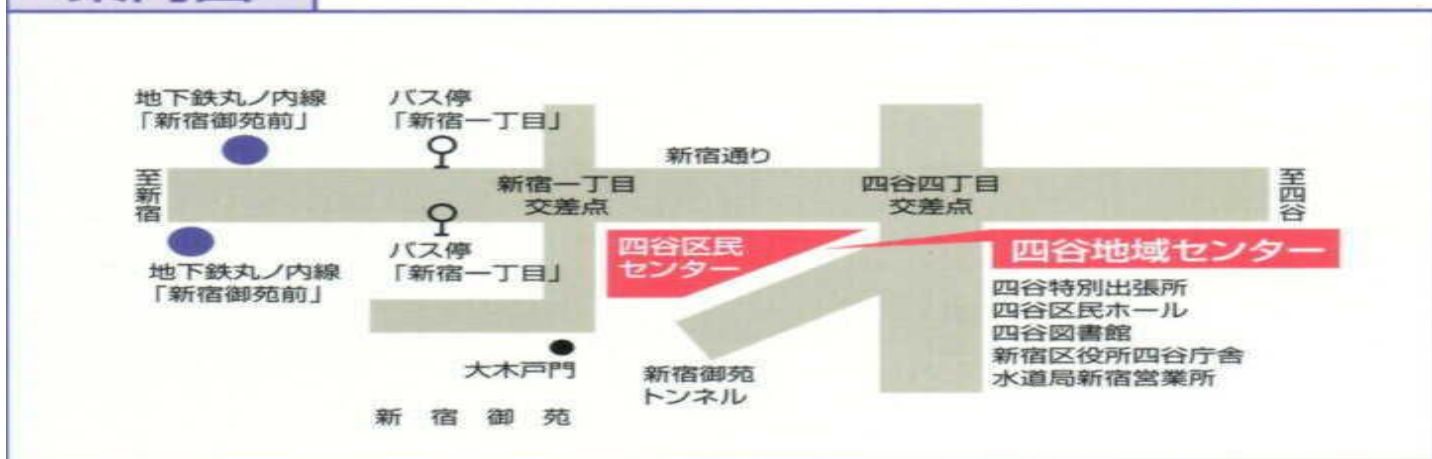 案内図
地下鉄丸ノ内線
「新宿御苑前」
バス停
「新宿一丁目」
新宿通り
至新宿
新宿一丁目
交差点
四谷四丁目
交差点
至四谷
地下鉄丸ノ内線
「新宿御苑前」
バス停
「新宿一丁目」
四谷区民
センター
四谷地域センター
四谷特別出張所
四谷区民ホール
四谷図書館
新宿区役所四谷庁舎
水道局新宿営業所
大木戸門
新宿御苑
トンネル
新宿御苑